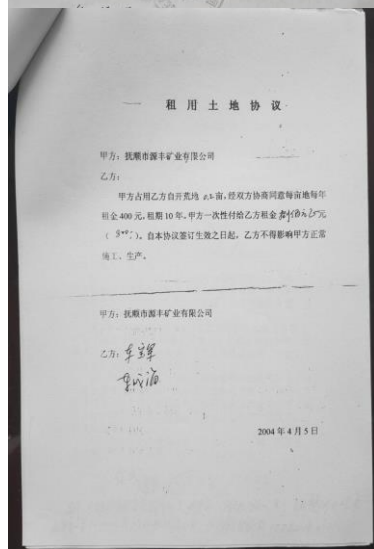 租用土地协议
甲方：抚顺市源丰矿业有限公司
乙方：
甲方占用乙方自开荒地0.2亩，经双方协商同意每亩地每年
租金400元，租期10年，甲方一次性付给乙方租金
（800）。自本协议签订生效之日起，乙方不得影响甲方正常
施工、生产。
甲方：抚顺市源丰矿业有限公司
乙方：
2004年4月5日